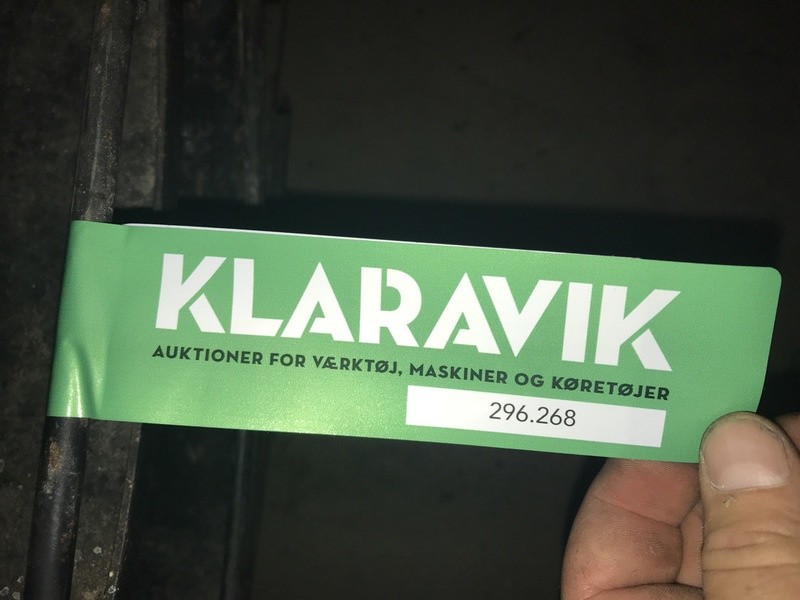 KLARAVIK
AUKTIONER FOR VÆRKTØJ, MASKINER OG KØRETØJER
296.268